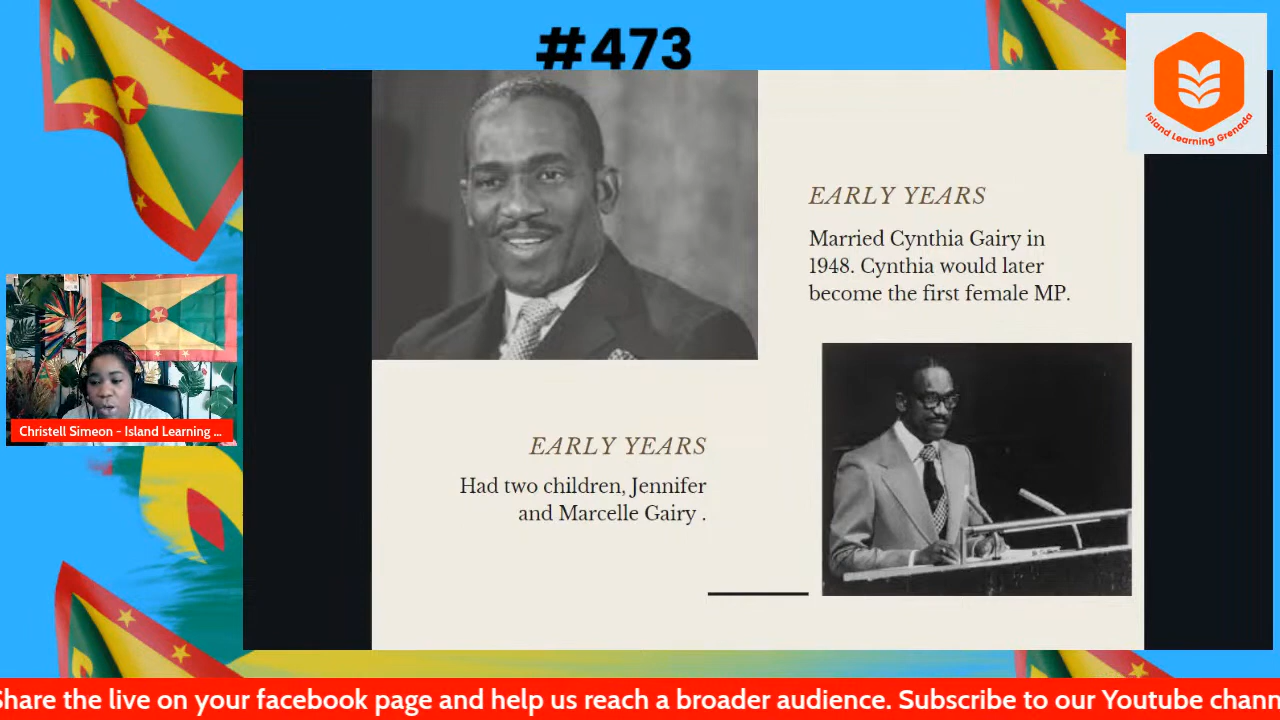 #473
Island Learning Grenada
EARLY YEARS
Married Cynthia Gairy in
1948. Cynthia would later
become the first female MP.
Christell Simeon - Island Learning ...
EARLY YEARS
Had two children, Jennifer
and Marcelle Gairy .
Share the live on your facebook page and help us reach a broader audience. Subscribe to our Youtube chann